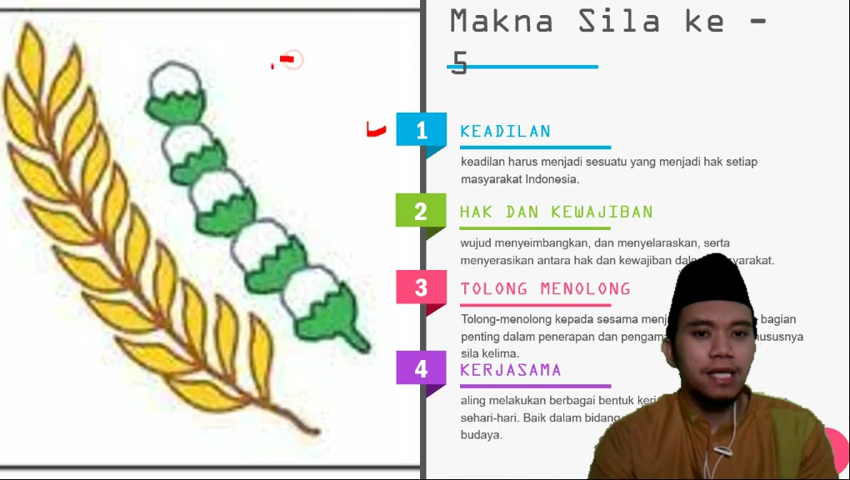 Makna Sila ke -
5
1 KEADILAN
keadilan harus menjadi sesuatu yang menjadi hak setiap
masyarakat Indonesia.
2 HAK DAN KEWAJIBAN
wujud menyeimbangkan, dan menyelaraskan, serta
menyerasikan antara hak dan kewajiban
3 TOLONG MENOLONG
Tolong-menolong kepada sesama bagian
penting dalam penerapan dan
sila kelima.
4 KERJASAMA
aling melakukan berbagai bentuk
sehari-hari. Baik dalam bidang
budaya.